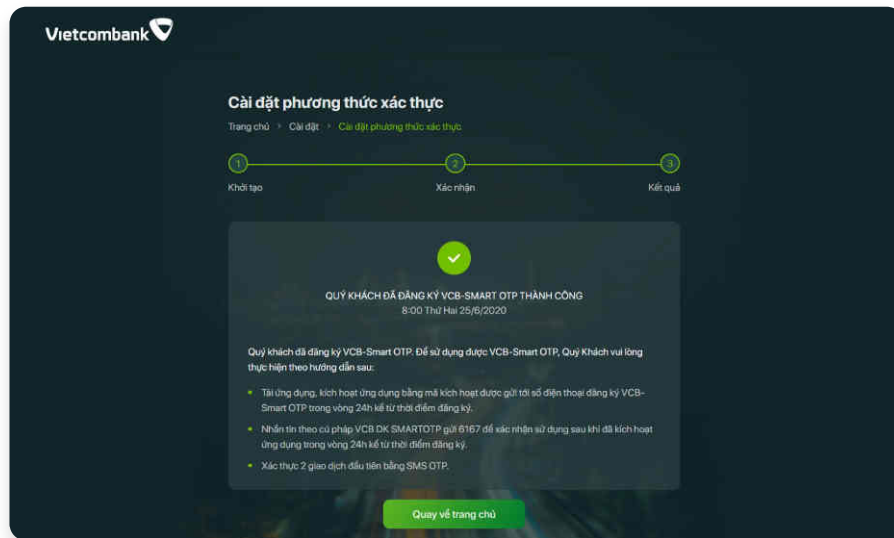 Vietcombank
Cài đặt phương thức xác thực
Trang chủ > Cài đặt > Cài đặt phương thức xác thực
1 2 3
Khởi tạo Xác nhận Kết quả
QUÝ KHÁCH ĐÃ ĐĂNG KÝ VCB-SMART OTP THÀNH CÔNG
8:00 Thứ Hai 25/6/2020
Quý khách đã đăng ký VCB-Smart OTP. Để sử dụng được VCB-Smart OTP, Quý Khách vui lòng
thực hiện theo hướng dẫn sau:
Tải ứng dụng, kích hoạt ứng dụng bằng mã kích hoạt được gửi tới số điện thoại đăng ký VCB-
Smart OTP trong vòng 24h kể từ thời điểm đăng ký.
Nhắn tin theo cú pháp VCB DK SMARTOTP gửi 6167 để xác nhận sử dụng sau khi đã kích hoạt
ứng dụng trong vòng 24h kể từ thời điểm đăng ký.
Xác thực 2 giao dịch đầu tiên bằng SMS OTP.
Quay về trang chủ